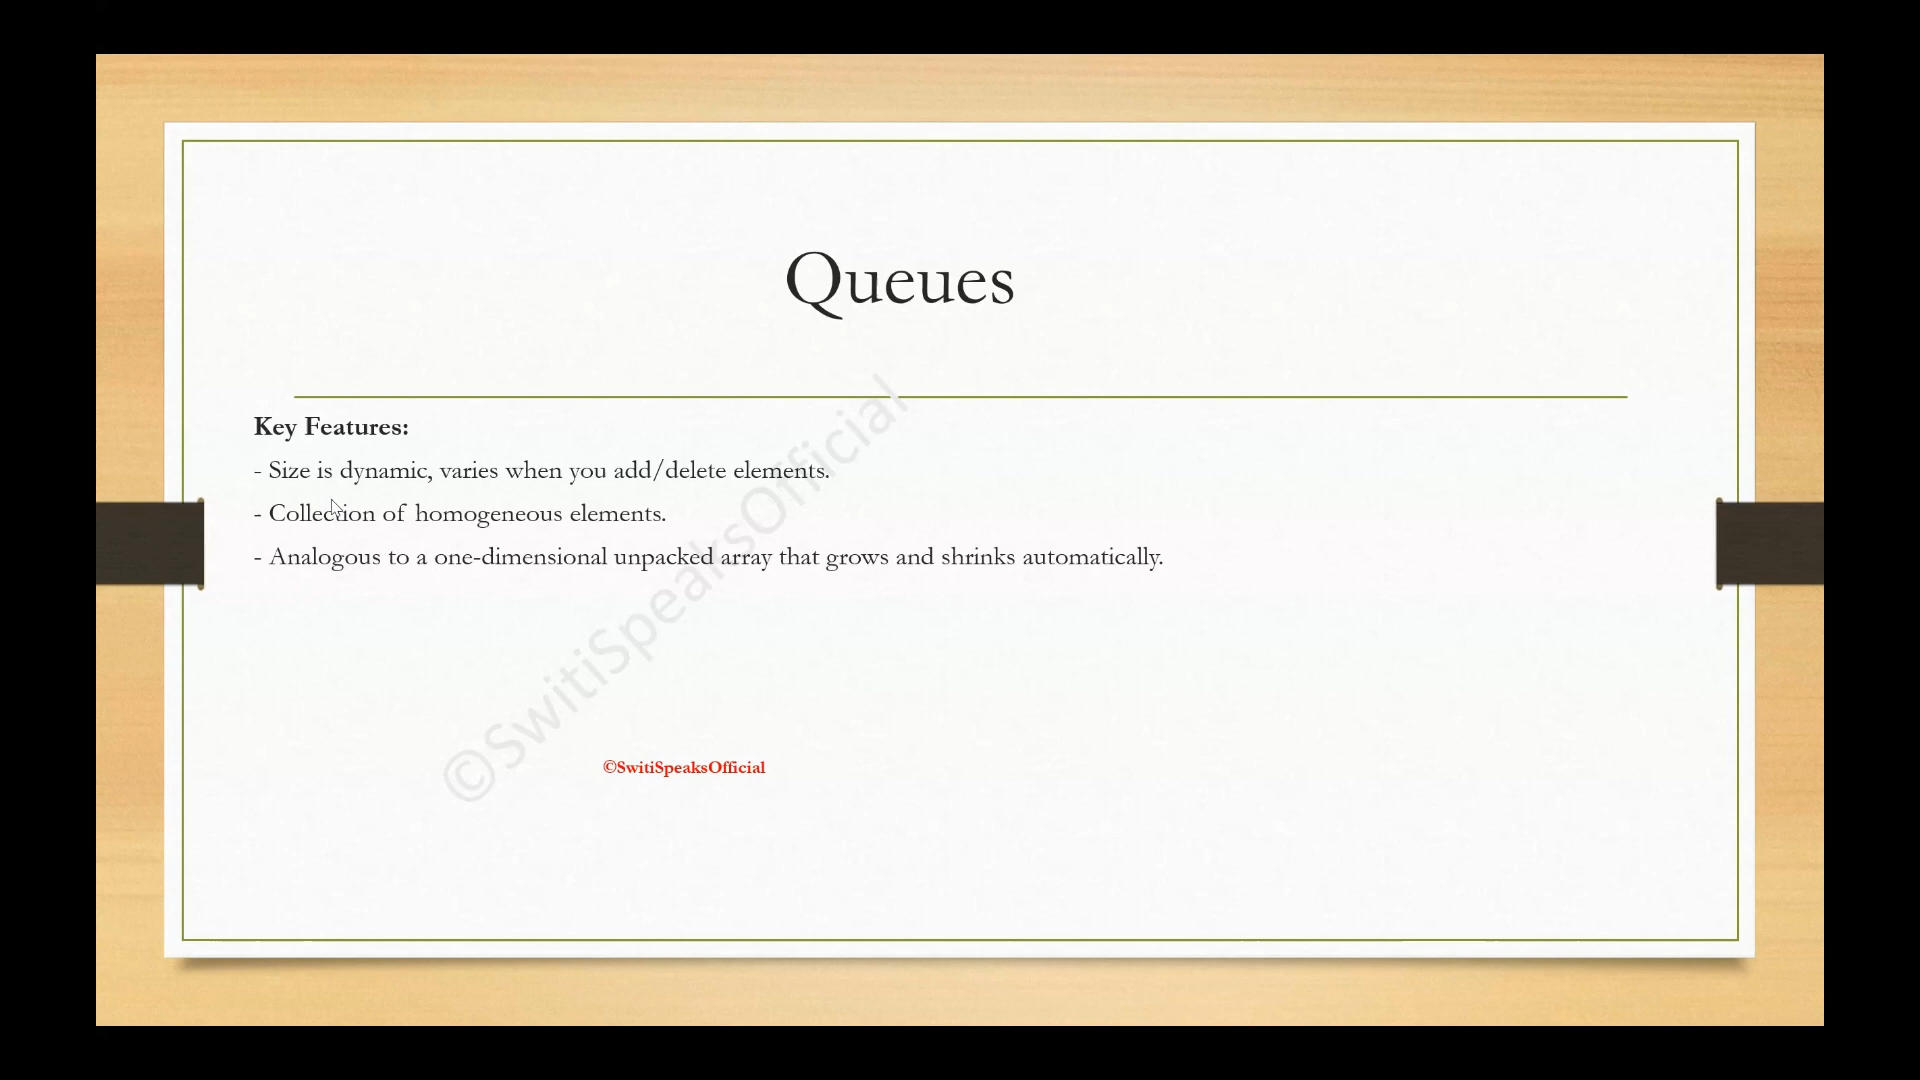 Queues
Key Features:
- Size is dynamic, varies when you add/delete elements.
- Collection of homogeneous elements.
- Analogous to a one-dimensional unpacked array that grows and shrinks automatically.
©SwitiSpeaksOfficial
©SwitiSpeaksOfficial